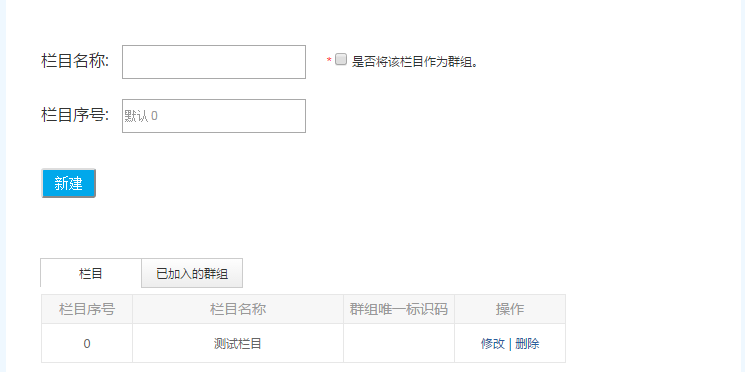 栏目名称: * 是否将该栏目作为群组。
栏目序号: 默认 0
新建
栏目 已加入的群组
栏目序号 栏目名称 群组唯一标识码 操作
0 测试栏目 修改 | 删除